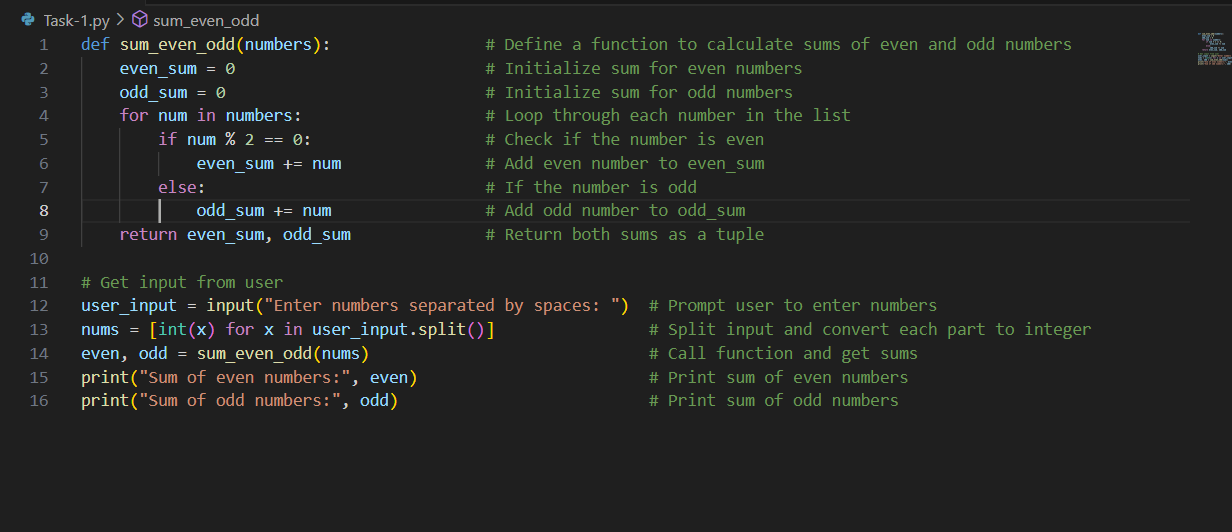 Task-1.py > sum_even_odd
1 def sum_even_odd(numbers): # Define a function to calculate sums of even and odd numbers
2 even_sum = 0 # Initialize sum for even numbers
3 odd_sum = 0 # Initialize sum for odd numbers
4 for num in numbers: # Loop through each number in the list
5 if num % 2 == 0: # Check if the number is even
6 even_sum += num # Add even number to even_sum
7 else: # If the number is odd
8 odd_sum += num # Add odd number to odd_sum
9 return even_sum, odd_sum # Return both sums as a tuple
10
11 # Get input from user
12 user_input = input("Enter numbers separated by spaces: ") # Prompt user to enter numbers
13 nums = [int(x) for x in user_input.split()] # Split input and convert each part to integer
14 even, odd = sum_even_odd(nums) # Call function and get sums
15 print("Sum of even numbers:", even) # Print sum of even numbers
16 print("Sum of odd numbers:", odd) # Print sum of odd numbers